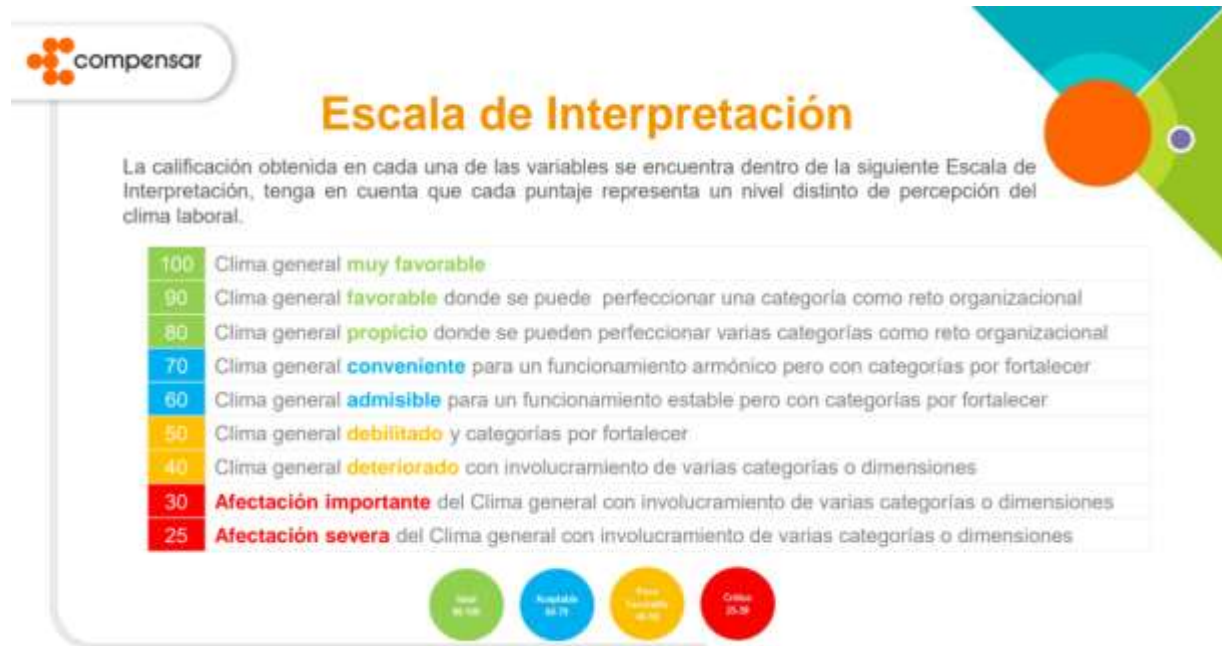 compensar
Escala de Interpretación
La calificación obtenida en cada una de las variables se encuentra dentro de la siguiente Escala de
Interpretación, tenga en cuenta que cada puntaje representa un nivel distinto de percepción del
clima laboral.
100 Clima general muy favorable
90 Clima general favorable donde se puede perfeccionar una categoría como reto organizacional
80 Clima general propicio donde se pueden perfeccionar varias categorías como reto organizacional
70 Clima general conveniente para un funcionamiento armónico pero con categorías por fortalecer
60 Clima general admisible para un funcionamiento estable pero con categorías por fortalecer
50 Clima general debilitado y categorías por fortalecer
40 Clima general deteriorado con involucramiento de varias categorías o dimensiones
30 Afectación importante del Clima general con involucramiento de varias categorías o dimensiones
25 Afectación severa del Clima general con involucramiento de varias categorías o dimensiones
Aceptable
Crítico